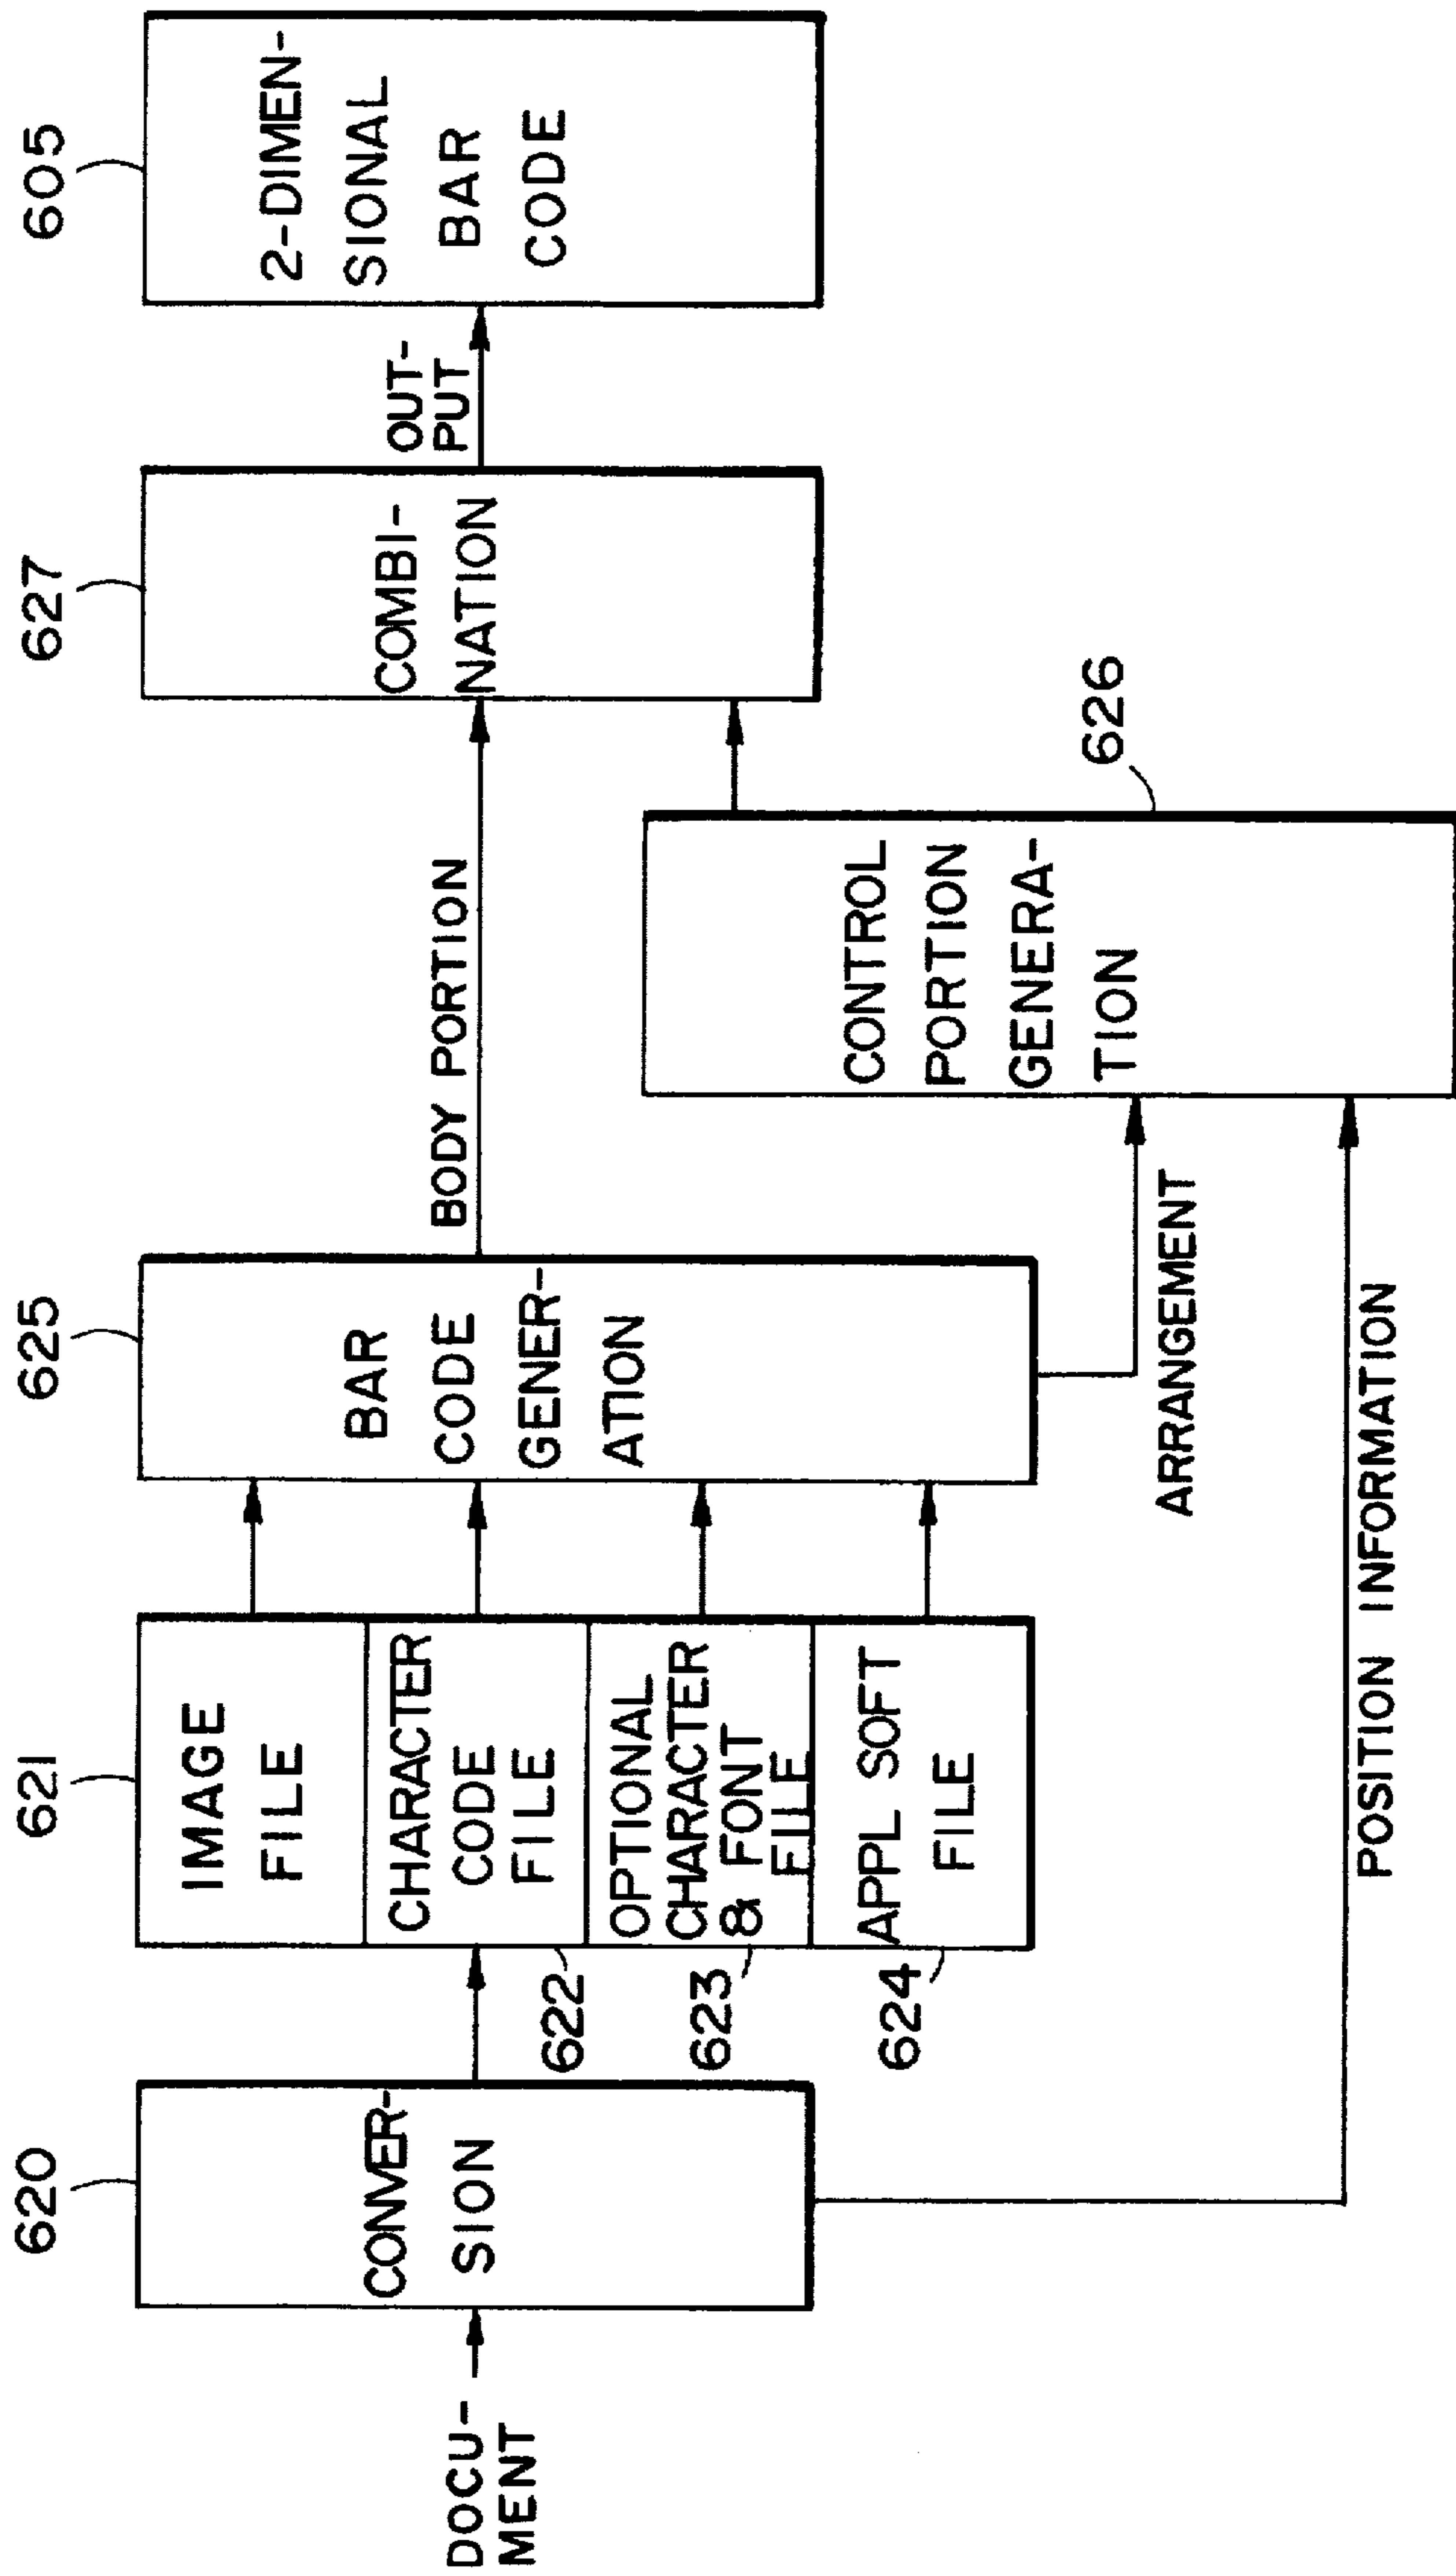 DOCU-
MENT
620
CONVER-
SION
621
IMAGE
FILE
CHARACTER
CODE
FILE
622
OPTIONAL
CHARACTER
& FONT
FILE
623
APPL SOFT
FILE
624
625
BAR
CODE
GENER-
ATION
BODY PORTION
ARRANGEMENT
POSITION INFORMATION
CONTROL
PORTION
GENERA-
TION
626
627
COMBI-
NATION
OUT-
PUT
605
2-DIMEN-
SIONAL
BAR
CODE